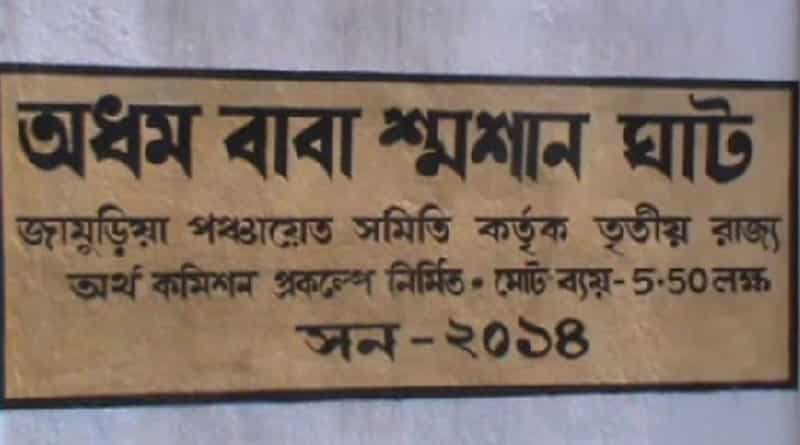 অধম বাবা শ্মশান ঘাট
জামুড়িয়া পঞ্চায়েত সমিতি কর্তৃক তৃতীয় রাজ্য
অর্থ কমিশন প্রকল্পে নির্মিত • মোট ব্যয় - 5.50 লক্ষ
সন - ২০১৪